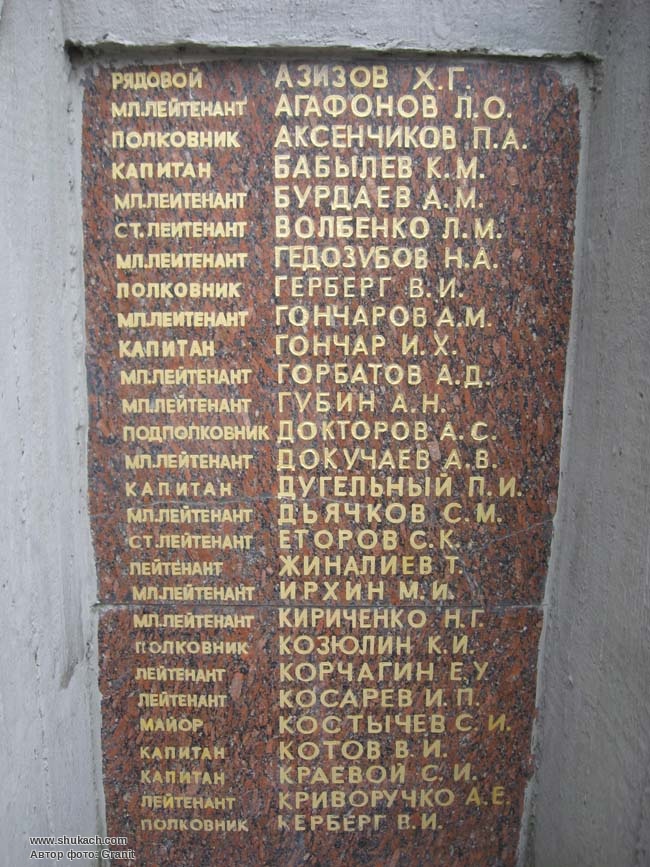 РЯДОВОЙ АЗИЗОВ Х.Г.
МЛ.ЛЕЙТЕНАНТ АГАФОНОВ Л.О.
ПОЛКОВНИК АКСЕНЧИКОВ П.А.
КАПИТАН БАБЫЛЕВ К.М.
МЛ.ЛЕЙТЕНАНТ БУРДАЕВ А.М.
СТ.ЛЕЙТЕНАНТ ВОЛБЕНКО Л.М.
МЛ.ЛЕЙТЕНАНТ ГЕДОЗУБОВ Н.А.
ПОЛКОВНИК ГЕРБЕРГ В.И.
МЛ.ЛЕЙТЕНАНТ ГОНЧАРОВ А.М.
КАПИТАН ГОНЧАР И.Х.
МЛ.ЛЕЙТЕНАНТ ГОРБАТОВ А.Д.
МЛ.ЛЕЙТЕНАНТ ГУБИН А.Н.
ПОДПОЛКОВНИК ДОКТОРОВ А.С.
МЛ.ЛЕЙТЕНАНТ ДОКУЧАЕВ А.В.
КАПИТАН ДУГЕЛЬНЫЙ П.И.
МЛ.ЛЕЙТЕНАНТ ДЬЯЧКОВ С.М.
СТ.ЛЕЙТЕНАНТ ЕТОРОВ С.К.
ЛЕЙТЕНАНТ ЖИНАЛИЕВ Т.
МЛ.ЛЕЙТЕНАНТ ИРХИН М.И.
МЛ.ЛЕЙТЕНАНТ КИРИЧЕНКО Н.Г.
ПОЛКОВНИК КОЗЮЛИН К.И.
ЛЕЙТЕНАНТ КОРЧАГИН Е.У
ЛЕЙТЕНАНТ КОСАРЕВ И.П.
МАЙОР КОСТЫЧЕВ С.И.
КАПИТАН КОТОВ В.И.
КАПИТАН КРАЕВОЙ С.И.
ЛЕЙТЕНАНТ КРИВОРУЧКО А.Е.
ПОЛКОВНИК КЕРБЕРГ В.И.
www.shukach.com
Автор фото: Granit